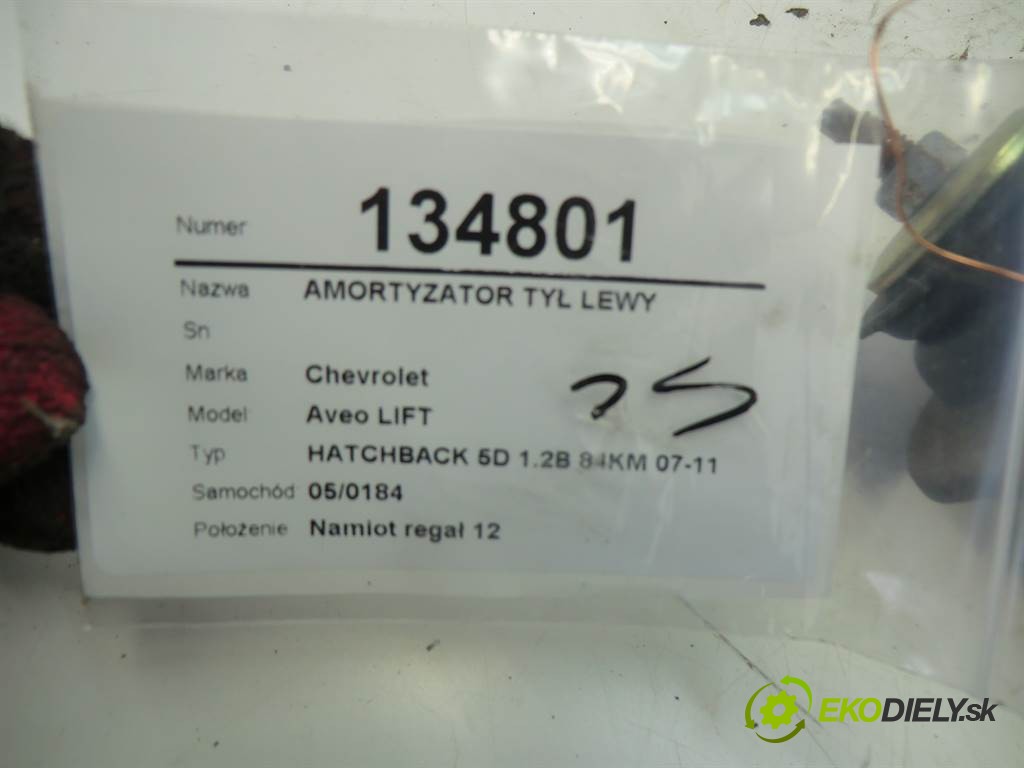 Numer 134801
Nazwa AMORTYZATOR TYŁ LEWY
Sn
Marka Chevrolet
Model Aveo LIFT
Typ HATCHBACK 5D 1.2B 84KM 07-11
Samochód 05/0184
Położenie Namiot regał 12
EKODIELY.sk